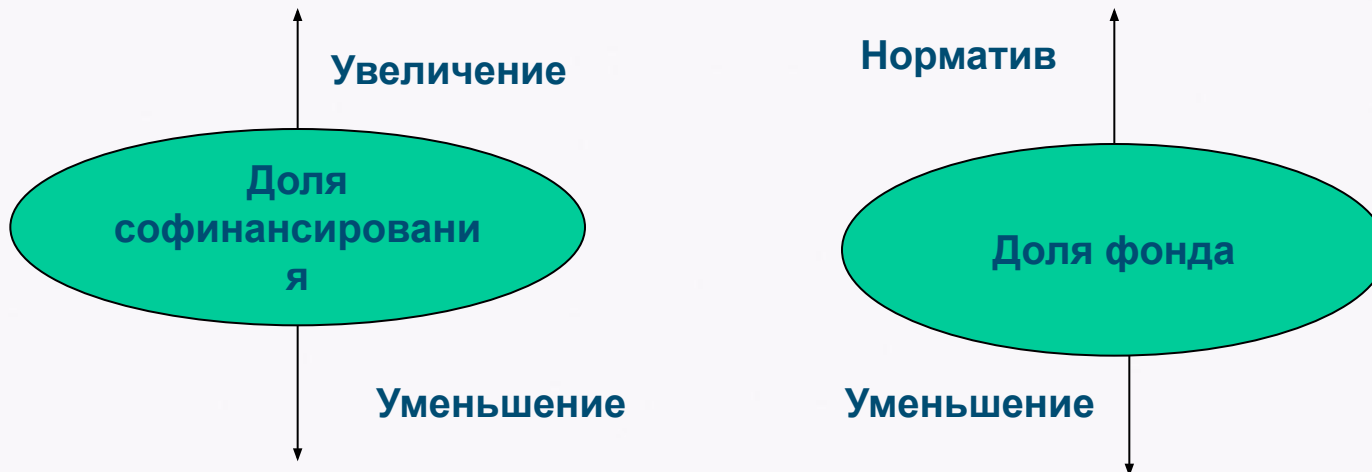 Увеличение
Норматив
Доля
софинансировани
я
Доля фонда
Уменьшение
Уменьшение